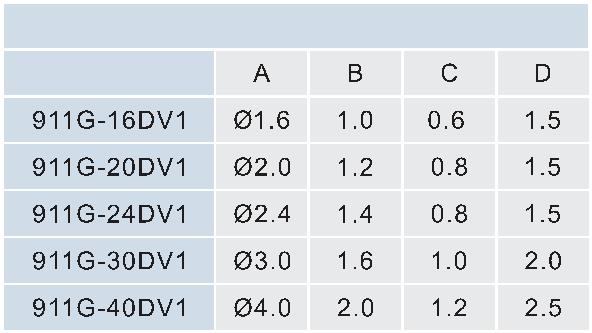 A B C D
911G-16DV1 Ø1.6 1.0 0.6 1.5
911G-20DV1 Ø2.0 1.2 0.8 1.5
911G-24DV1 Ø2.4 1.4 0.8 1.5
911G-30DV1 Ø3.0 1.6 1.0 2.0
911G-40DV1 Ø4.0 2.0 1.2 2.5